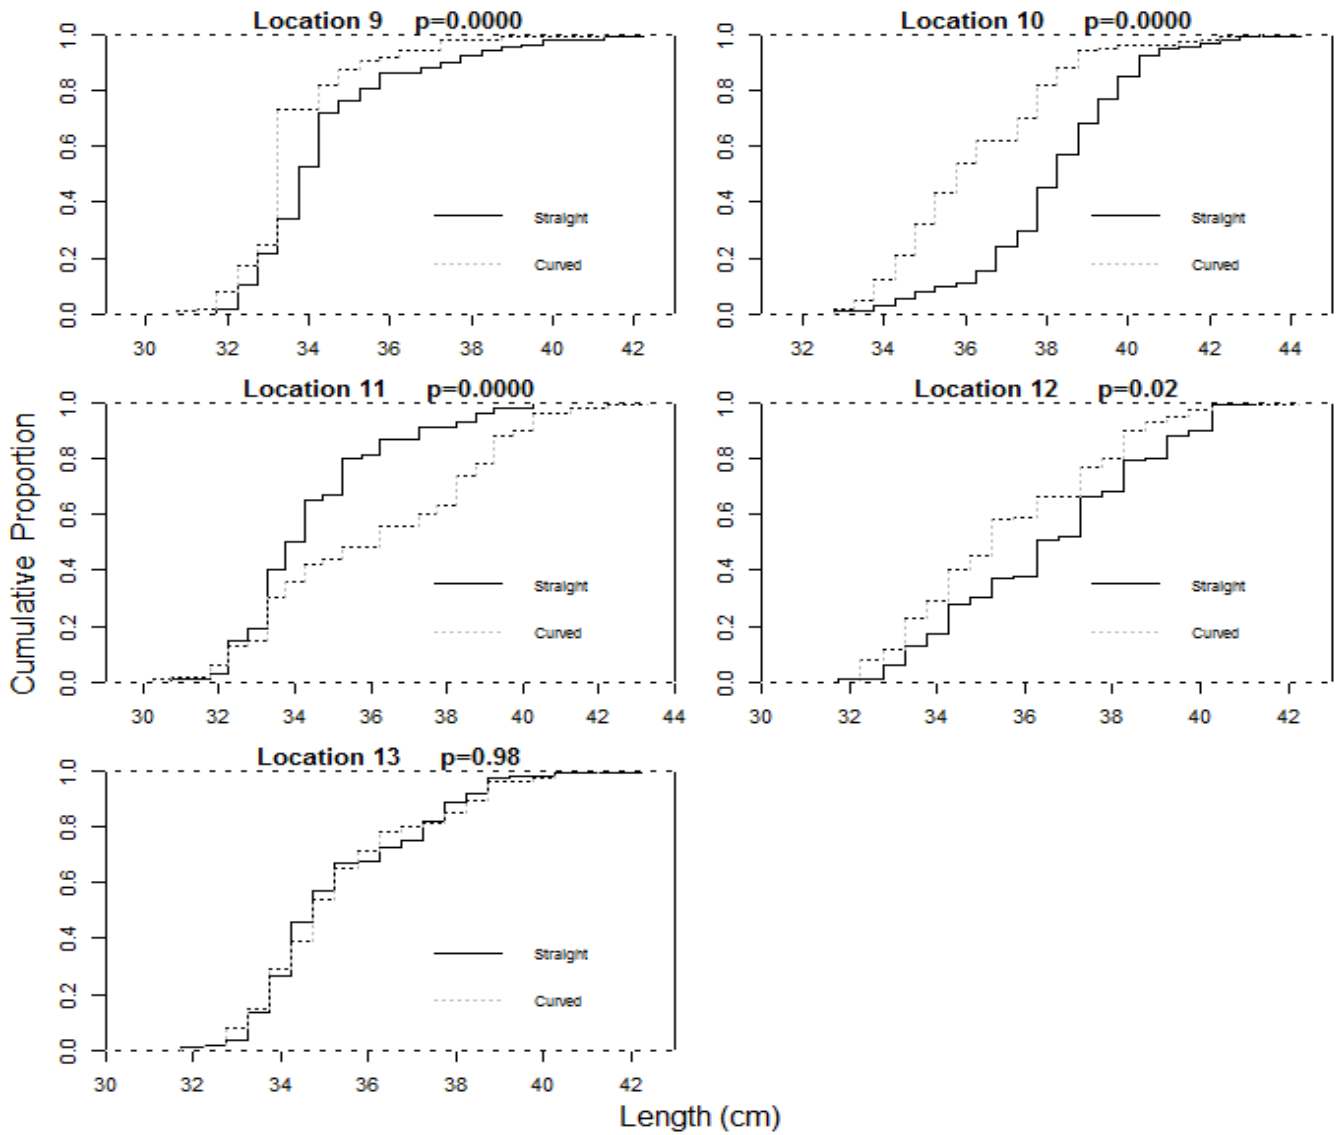 Location 9 p=0.0000
1.0
0.8
0.6
0.4
0.2
0.0
Straight
Curved
30 32 34 36 38 40 42
Location 10 p=0.0000
1.0
0.8
0.6
0.4
0.2
0.0
Straight
Curved
32 34 36 38 40 42 44
Location 11 p=0.0000
1.0
0.8
0.6
0.4
0.2
0.0
Straight
Curved
30 32 34 36 38 40 42 44
Location 12 p=0.02
1.0
0.8
0.6
0.4
0.2
0.0
Straight
Curved
30 32 34 36 38 40 42
Cumulative Proportion
Location 13 p=0.98
1.0
0.8
0.6
0.4
0.2
0.0
Straight
Curved
30 32 34 36 38 40 42
Length (cm)